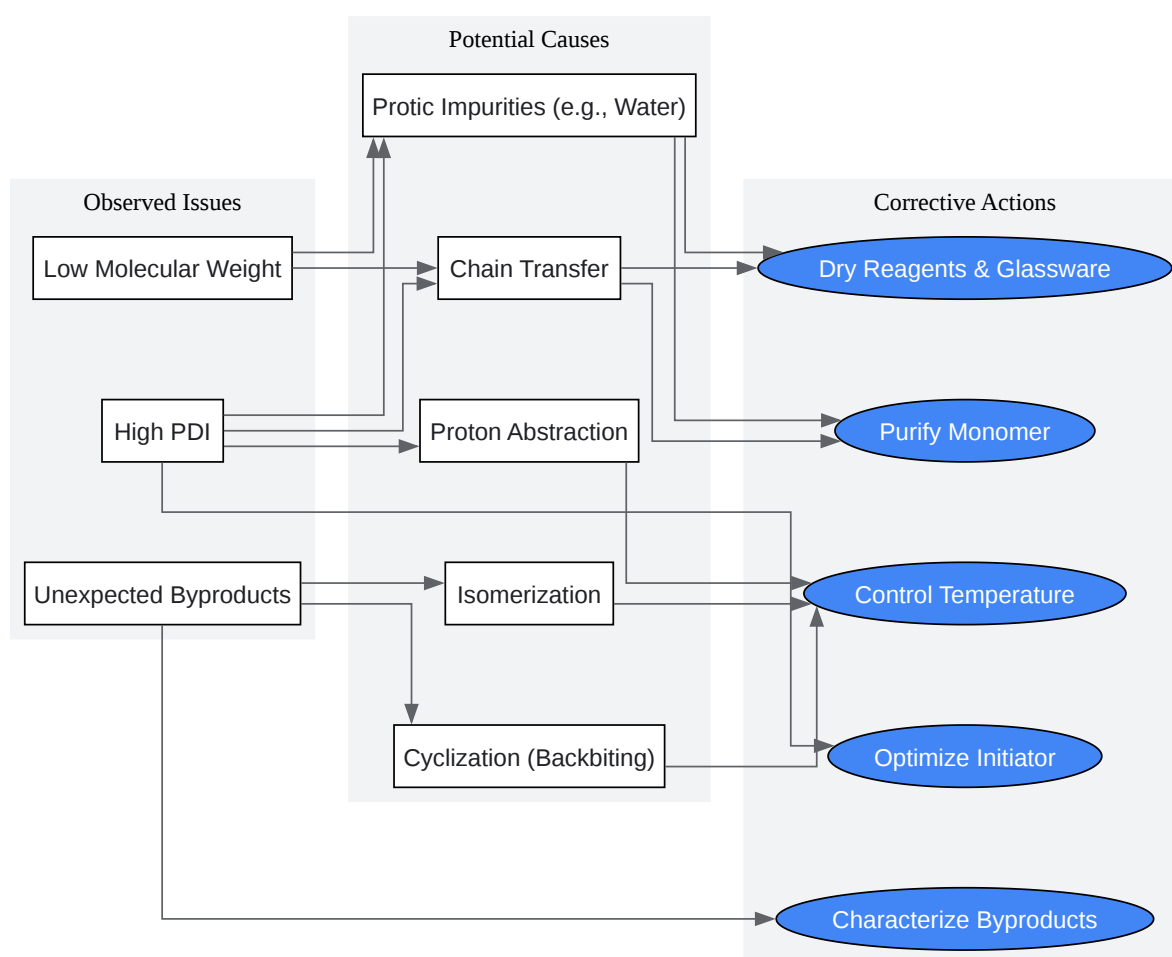 Potential Causes
Protic Impurities (e.g., Water)
Observed Issues
Corrective Actions
Low Molecular Weight
Chain Transfer
Dry Reagents & Glassware
High PDI
Proton Abstraction
Purify Monomer
Unexpected Byproducts
Isomerization
Control Temperature
Cyclization (Backbiting)
Optimize Initiator
Characterize Byproducts